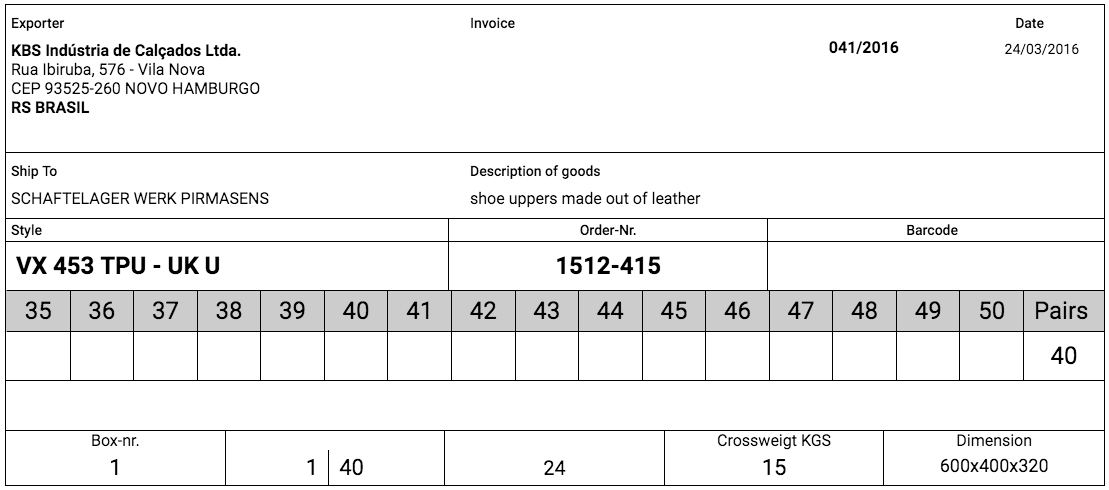 Exporter Invoice Date
KBS Indústria de Calçados Ltda. 041/2016 24/03/2016
Rua Ibiruba, 576 - Vila Nova
CEP 93525-260 NOVO HAMBURGO
RS BRASIL
Ship To Description of goods
SCHAFTELAGER WERK PIRMASENS shoe uppers made out of leather
Style Order-Nr. Barcode
VX 453 TPU - UK U 1512-415
35 36 37 38 39 40 41 42 43 44 45 46 47 48 49 50 Pairs
40
Box-nr. Crossweigt KGS Dimension
1 1 40 24 15 600x400x320